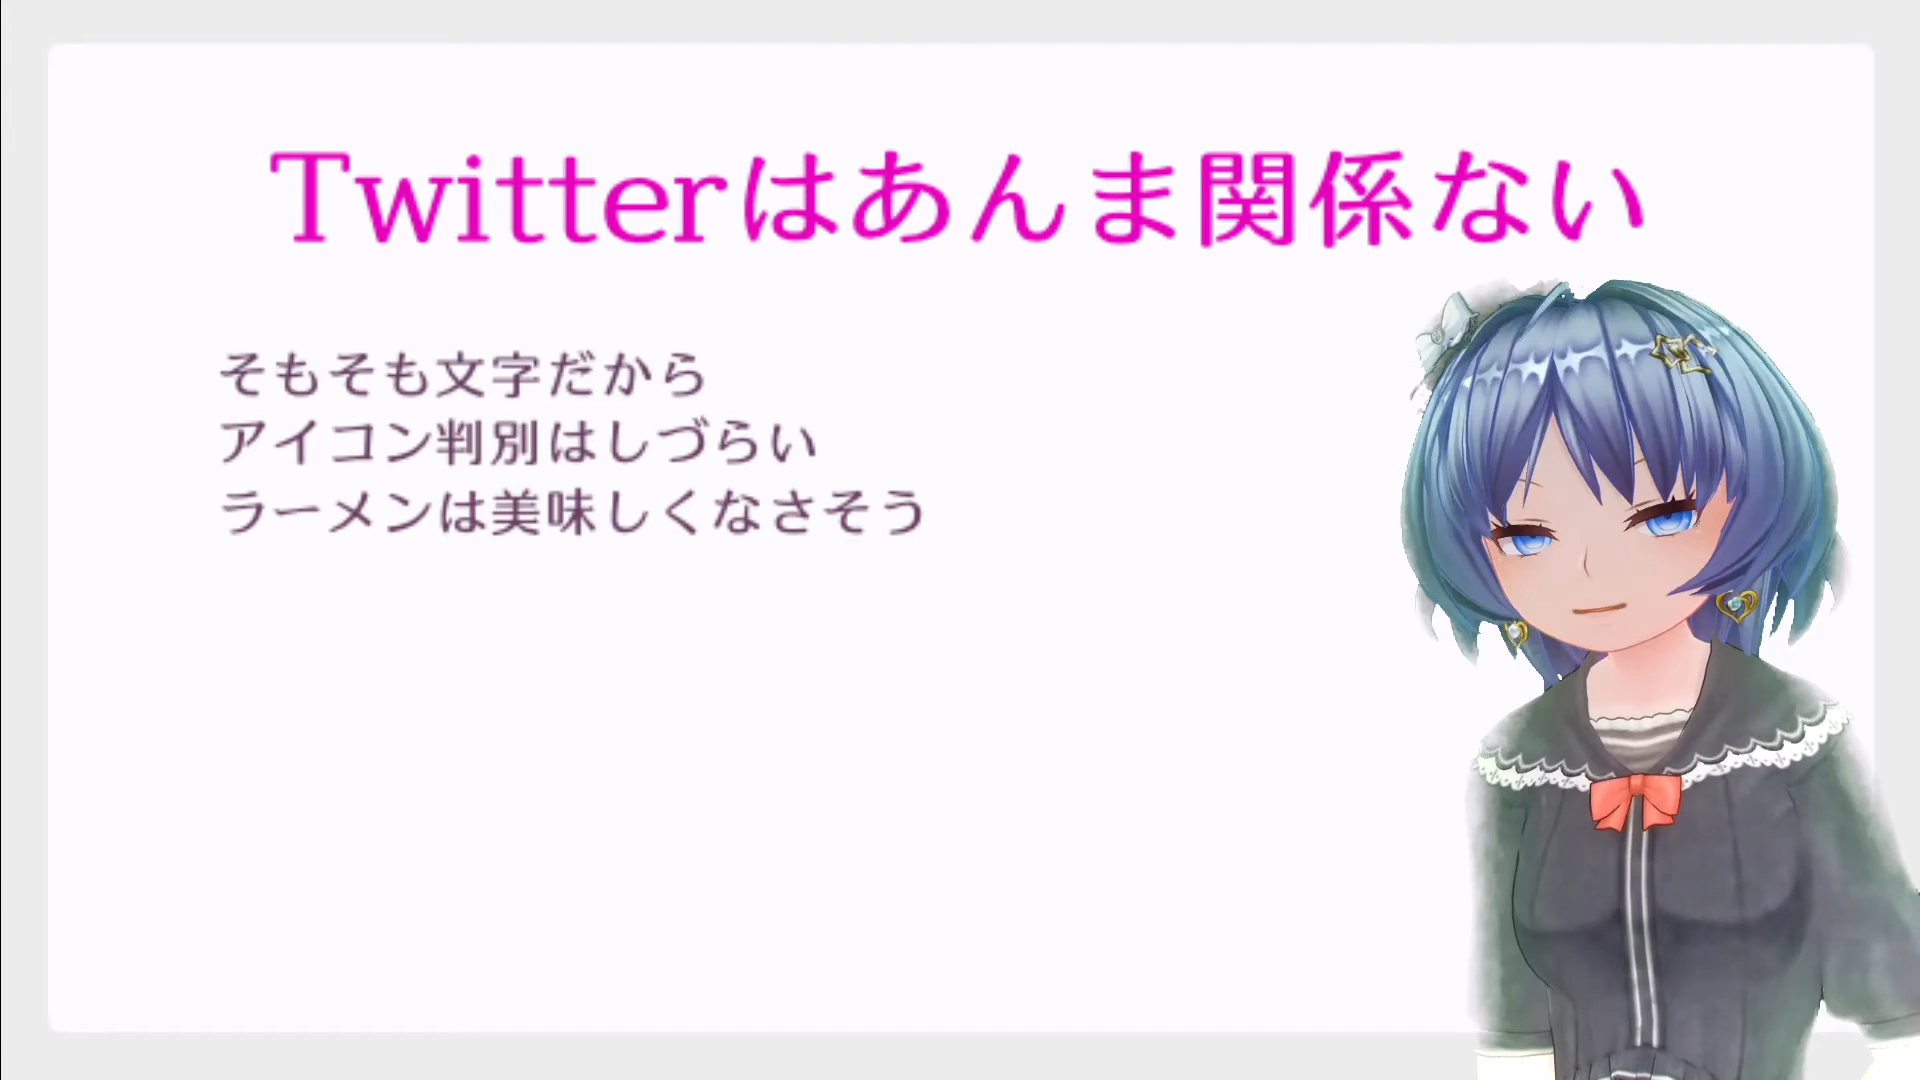 Twitterはあんま関係ない
そもそも文字だから
アイコン判別はしづらい
ラーメンは美味しくなさそう